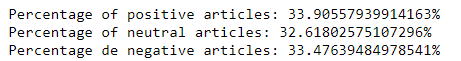 Percentage of positive articles: 33.90557939914163%
Percentage of neutral articles: 32.61802575107296%
Percentage de negative articles: 33.47639484978541%